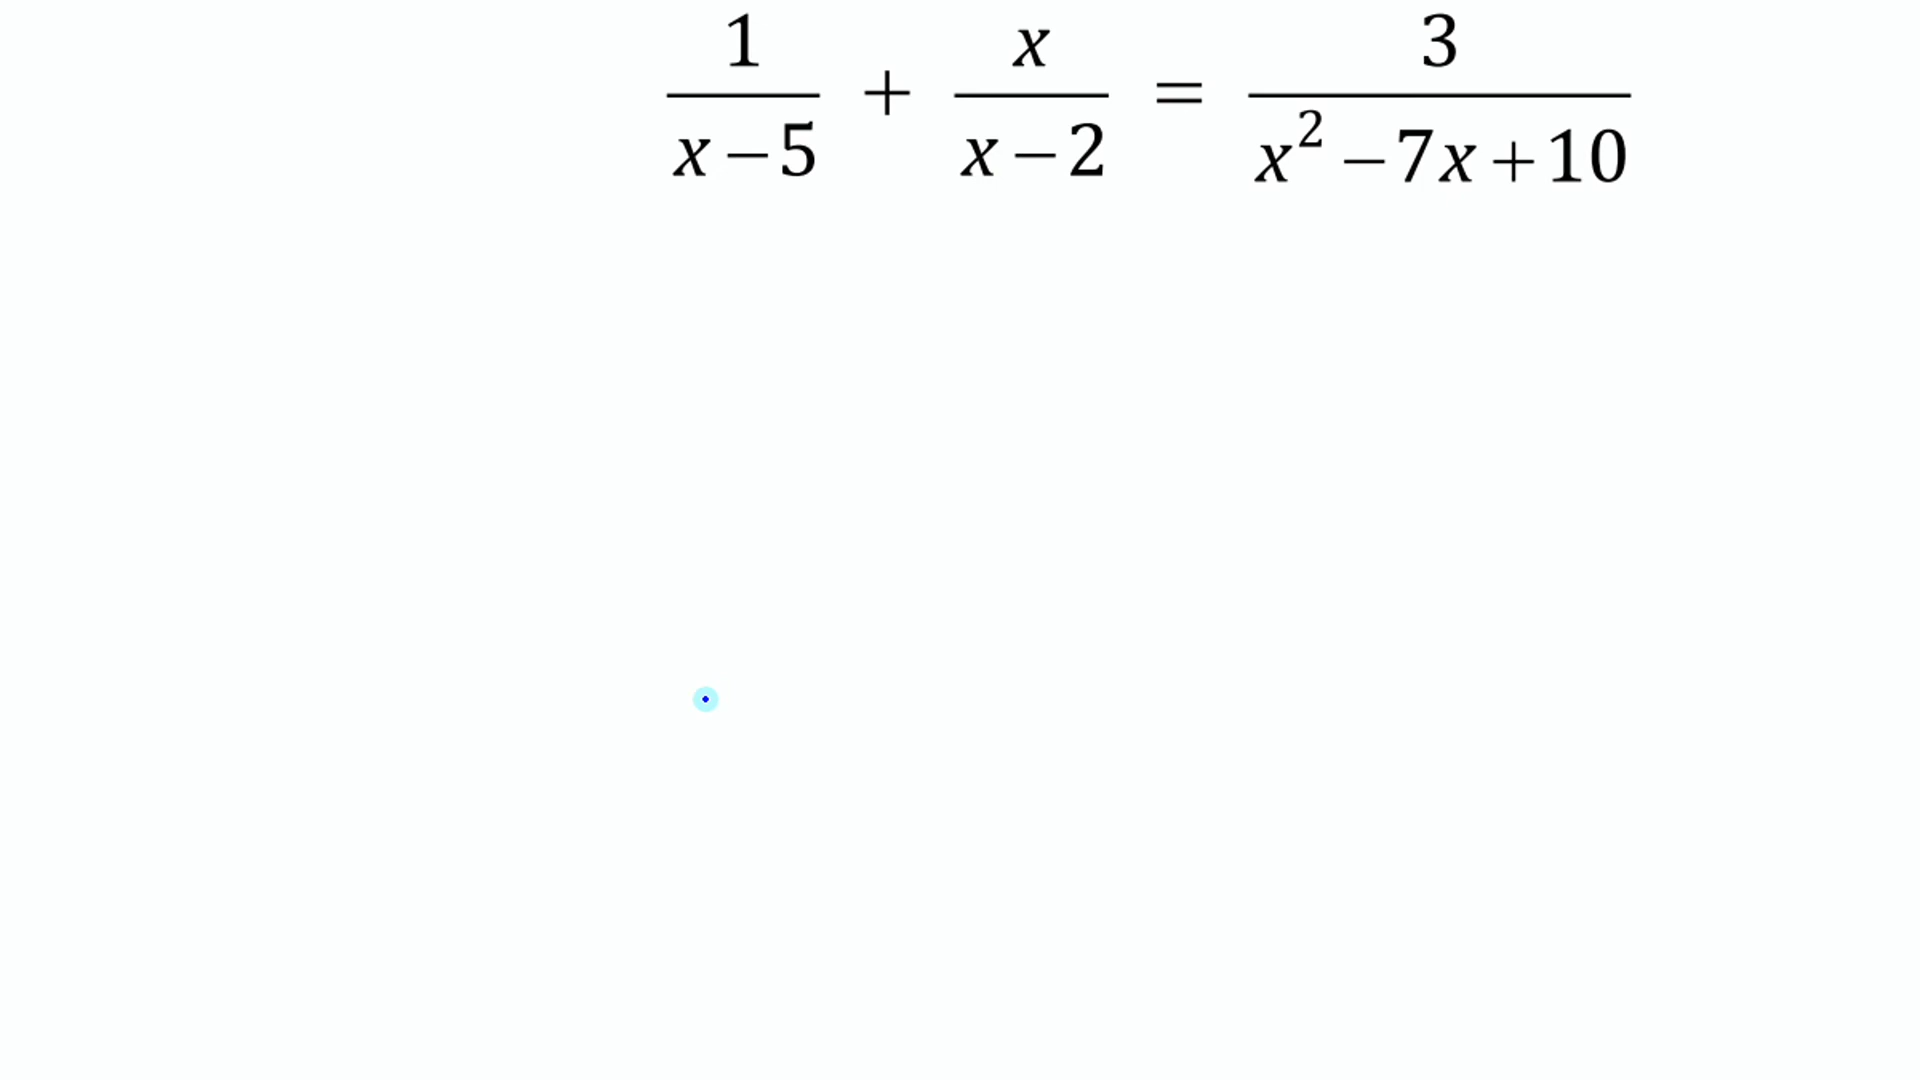 1/(x−5) + x/(x−2) = 3/(x²−7x+10)